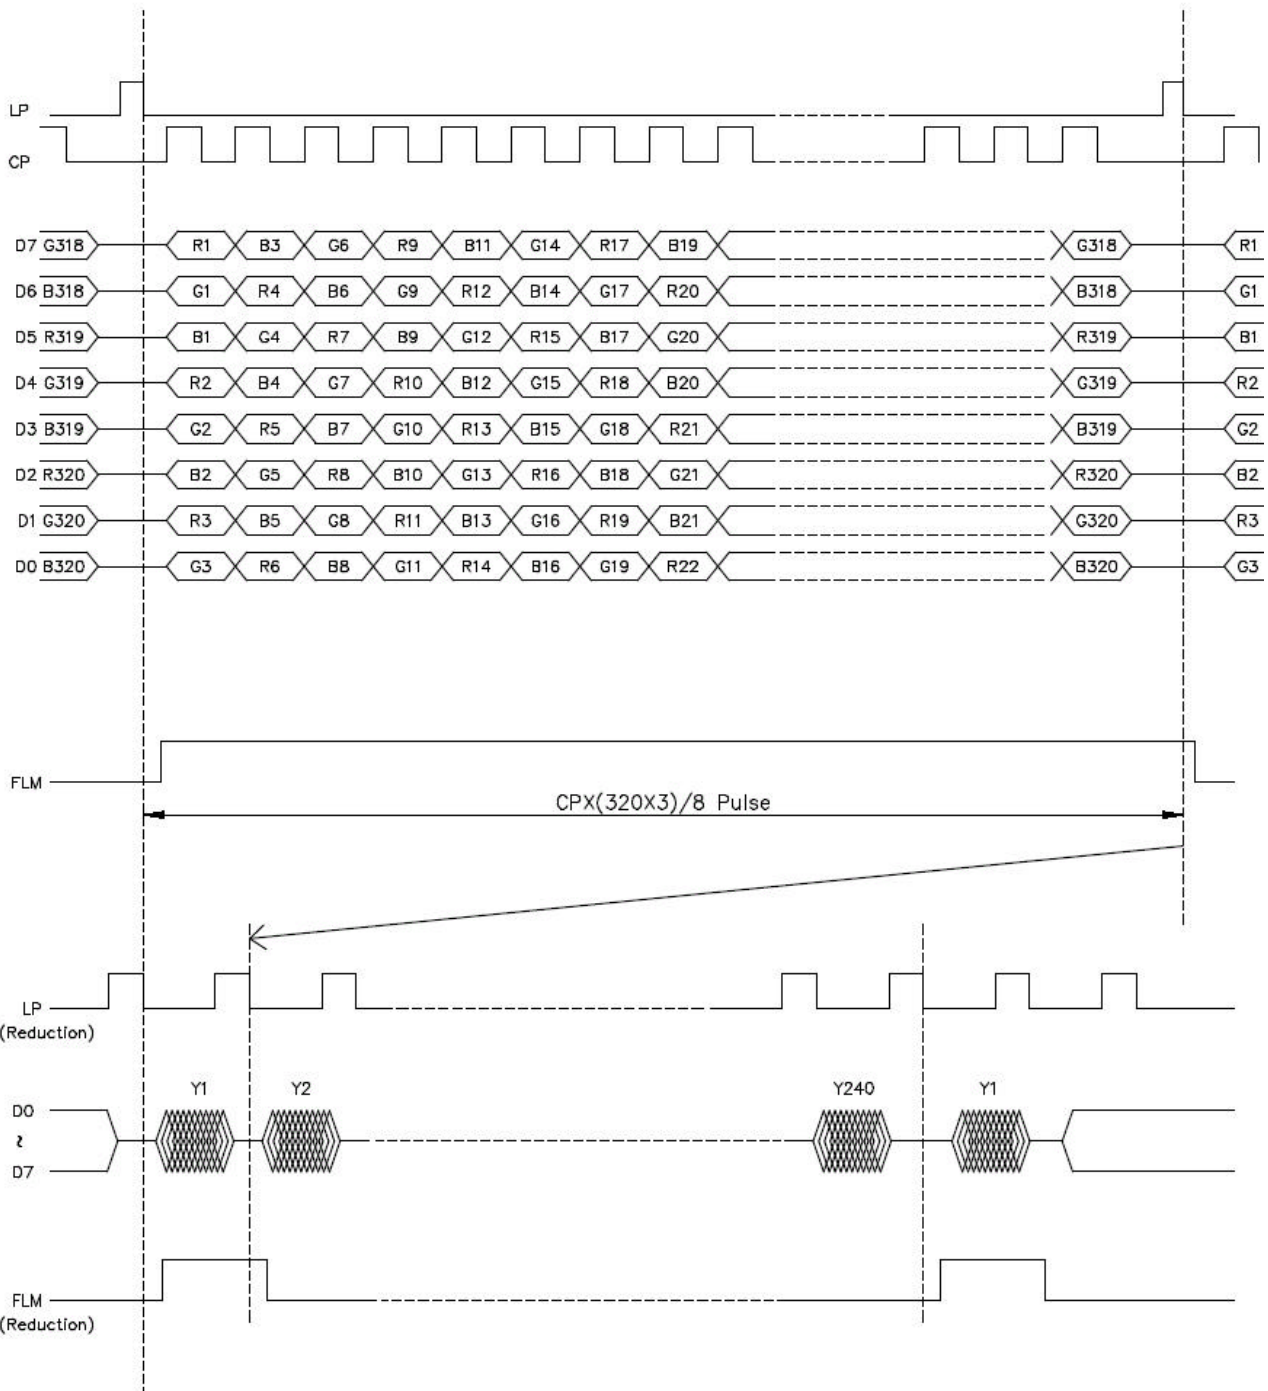 LP
CP
D7 G318 R1 B3 G6 R9 B11 G14 R17 B19 G318 R1
D6 B318 G1 R4 B6 G9 R12 B14 G17 R20 B318 G1
D5 R319 B1 G4 R7 B9 G12 R15 B17 G20 R319 B1
D4 G319 R2 B4 G7 R10 B12 G15 R18 B20 G319 R2
D3 B319 G2 R5 B7 G10 R13 B15 G18 R21 B319 G2
D2 R320 B2 G5 R8 B10 G13 R16 B18 G21 R320 B2
D1 G320 R3 B5 G8 R11 B13 G16 R19 B21 G320 R3
D0 B320 G3 R6 B8 G11 R14 B16 G19 R22 B320 G3
FLM
CPX(320X3)/8 Pulse
LP
(Reduction)
Y1 Y2 Y240 Y1
D0
~
D7
FLM
(Reduction)